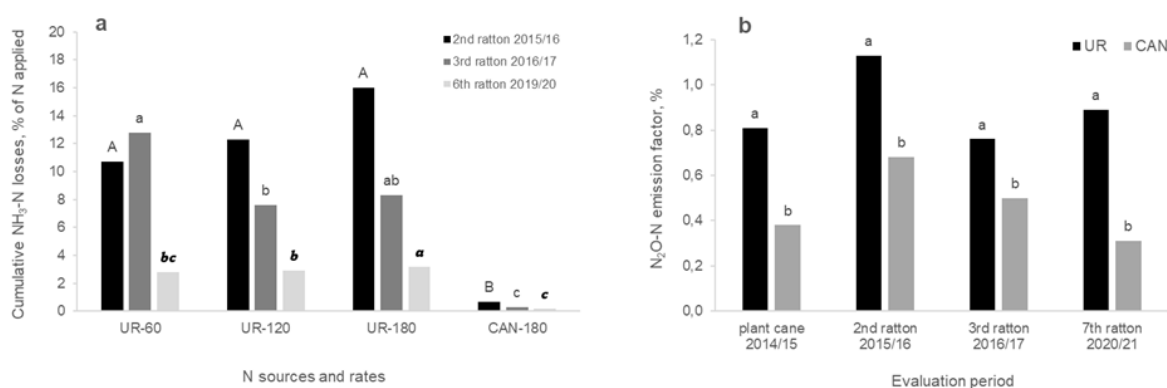 a
Cumulative NH₃-N losses, % of N applied
20
18
16
14
12
10
8
6
4
2
0
2nd ratton 2015/16
3rd ratton 2016/17
6th ratton 2019/20
A
a
bc
A
b
b
A
ab
a
B
c
c
UR-60
UR-120
UR-180
CAN-180
N sources and rates
b
N₂O-N emission factor, %
1,2
1,0
0,8
0,6
0,4
0,2
0,0
UR
CAN
a
b
a
b
a
b
a
b
plant cane
2014/15
2nd ratton
2015/16
3rd ratton
2016/17
7th ratton
2020/21
Evaluation period